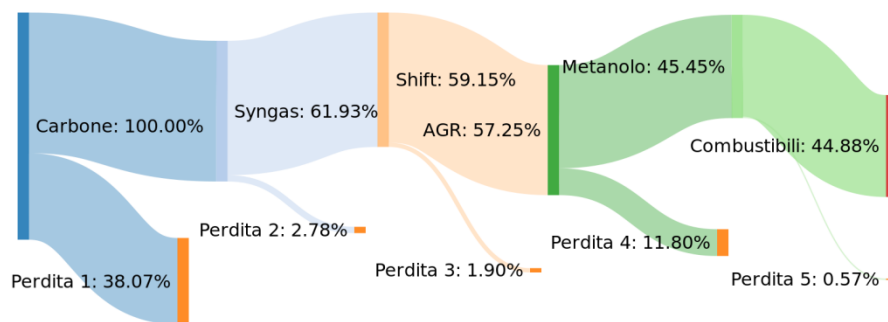 Carbone: 100.00%
Perdita 1: 38.07%
Syngas: 61.93%
Perdita 2: 2.78%
Shift: 59.15%
Perdita 3: 1.90%
AGR: 57.25%
Perdita 4: 11.80%
Metanolo: 45.45%
Perdita 5: 0.57%
Combustibili: 44.88%